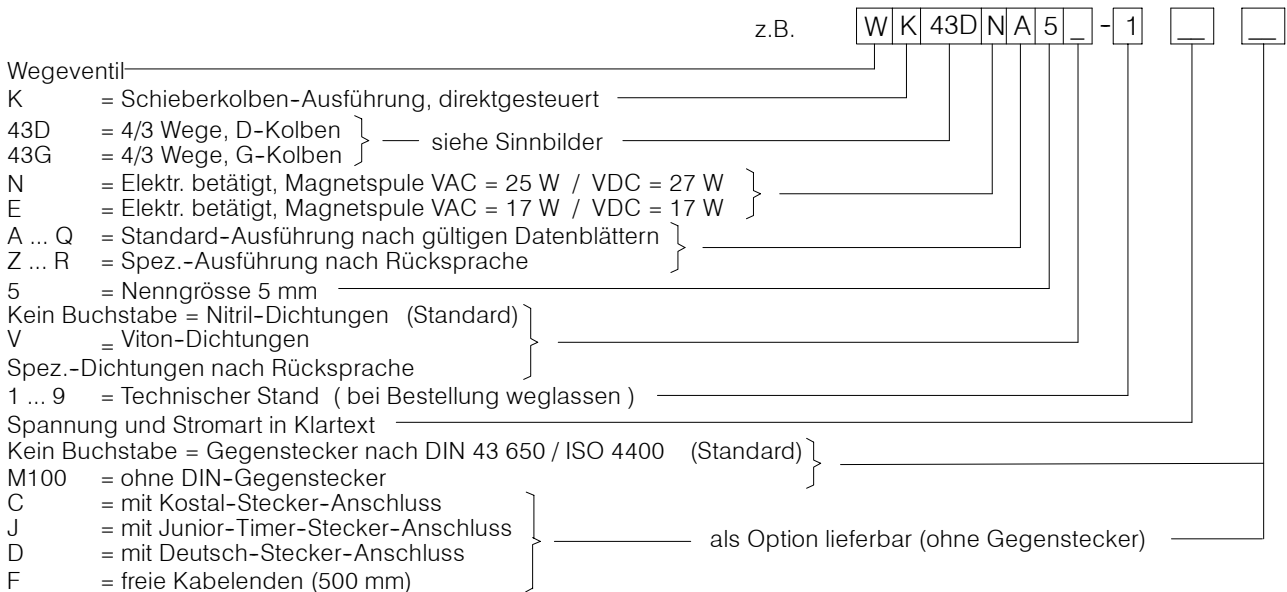 z.B. W K 43D N A 5 _ - 1 __ __
Wegeventil
K = Schieberkolben-Ausführung, direktgesteuert
43D = 4/3 Wege, D-Kolben
43G = 4/3 Wege, G-Kolben
siehe Sinnbilder
N = Elektr. betätigt, Magnetspule VAC = 25 W / VDC = 27 W
E = Elektr. betätigt, Magnetspule VAC = 17 W / VDC = 17 W
A ... Q = Standard-Ausführung nach gültigen Datenblättern
Z ... R = Spez.-Ausführung nach Rücksprache
5 = Nenngrösse 5 mm
Kein Buchstabe = Nitril-Dichtungen (Standard)
V = Viton-Dichtungen
Spez.-Dichtungen nach Rücksprache
1 ... 9 = Technischer Stand ( bei Bestellung weglassen )
Spannung und Stromart in Klartext
Kein Buchstabe = Gegenstecker nach DIN 43 650 / ISO 4400 (Standard)
M100 = ohne DIN-Gegenstecker
C = mit Kostal-Stecker-Anschluss
J = mit Junior-Timer-Stecker-Anschluss
D = mit Deutsch-Stecker-Anschluss
F = freie Kabelenden (500 mm)
als Option lieferbar (ohne Gegenstecker)